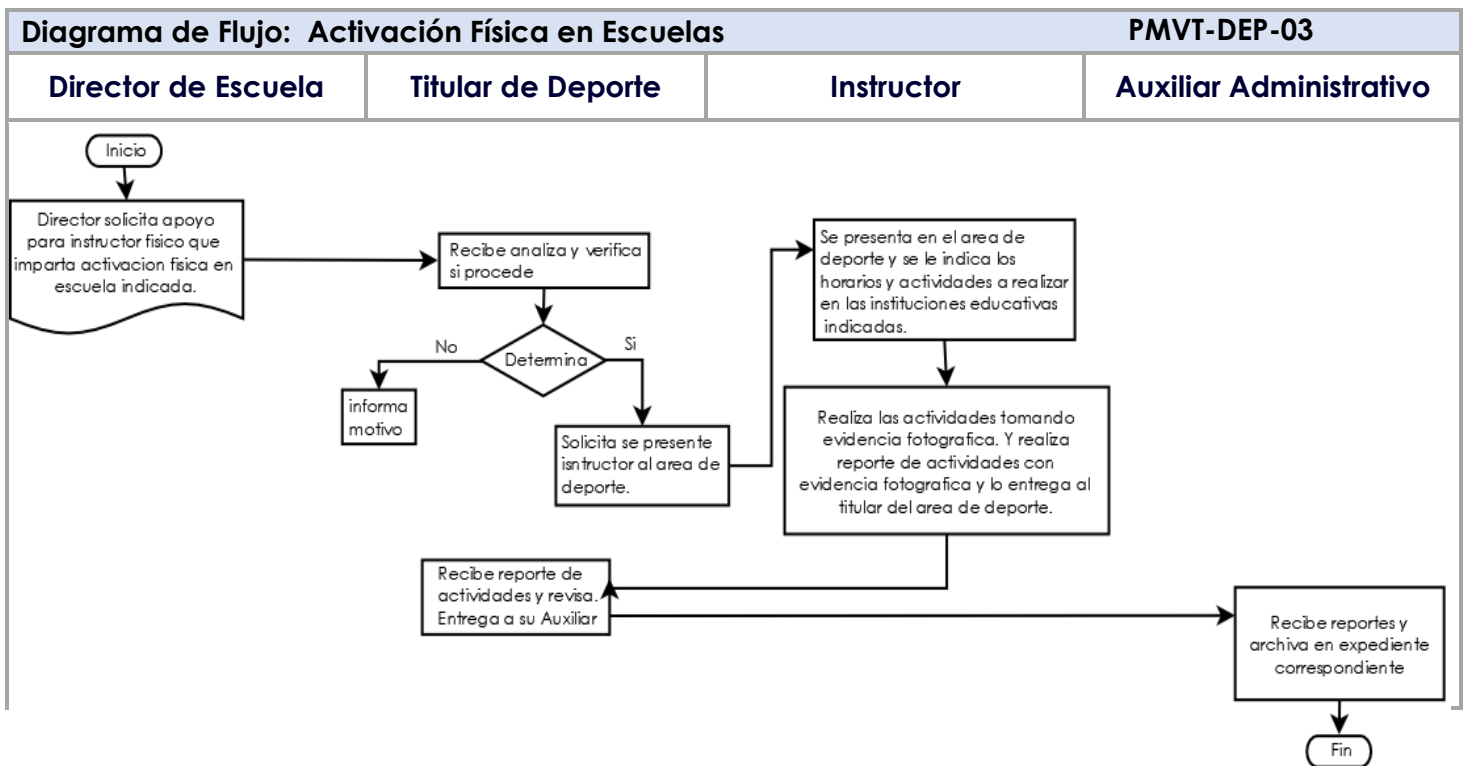 Diagrama de Flujo: Activación Física en Escuelas
PMVT-DEP-03
Director de Escuela
Titular de Deporte
Instructor
Auxiliar Administrativo
Inicio
Director solicita apoyo
para instructor fisico que
imparta activacion fisica en
escuela indicada.
Recibe analiza y verifica
si procede
Determina
No
Si
informa
motivo
Solicita se presente
isntructor al area de
deporte.
Se presenta en el area de
deporte y se le indica los
horarios y actividades a realizar
en las instituciones educativas
indicadas.
Realiza las actividades tomando
evidencia fotografica. Y realiza
reporte de actividades con
evidencia fotografica y lo entrega al
titular del area de deporte.
Recibe reporte de
actividades y revisa.
Entrega a su Auxiliar
Recibe reportes y
archiva en expediente
correspondiente
Fin